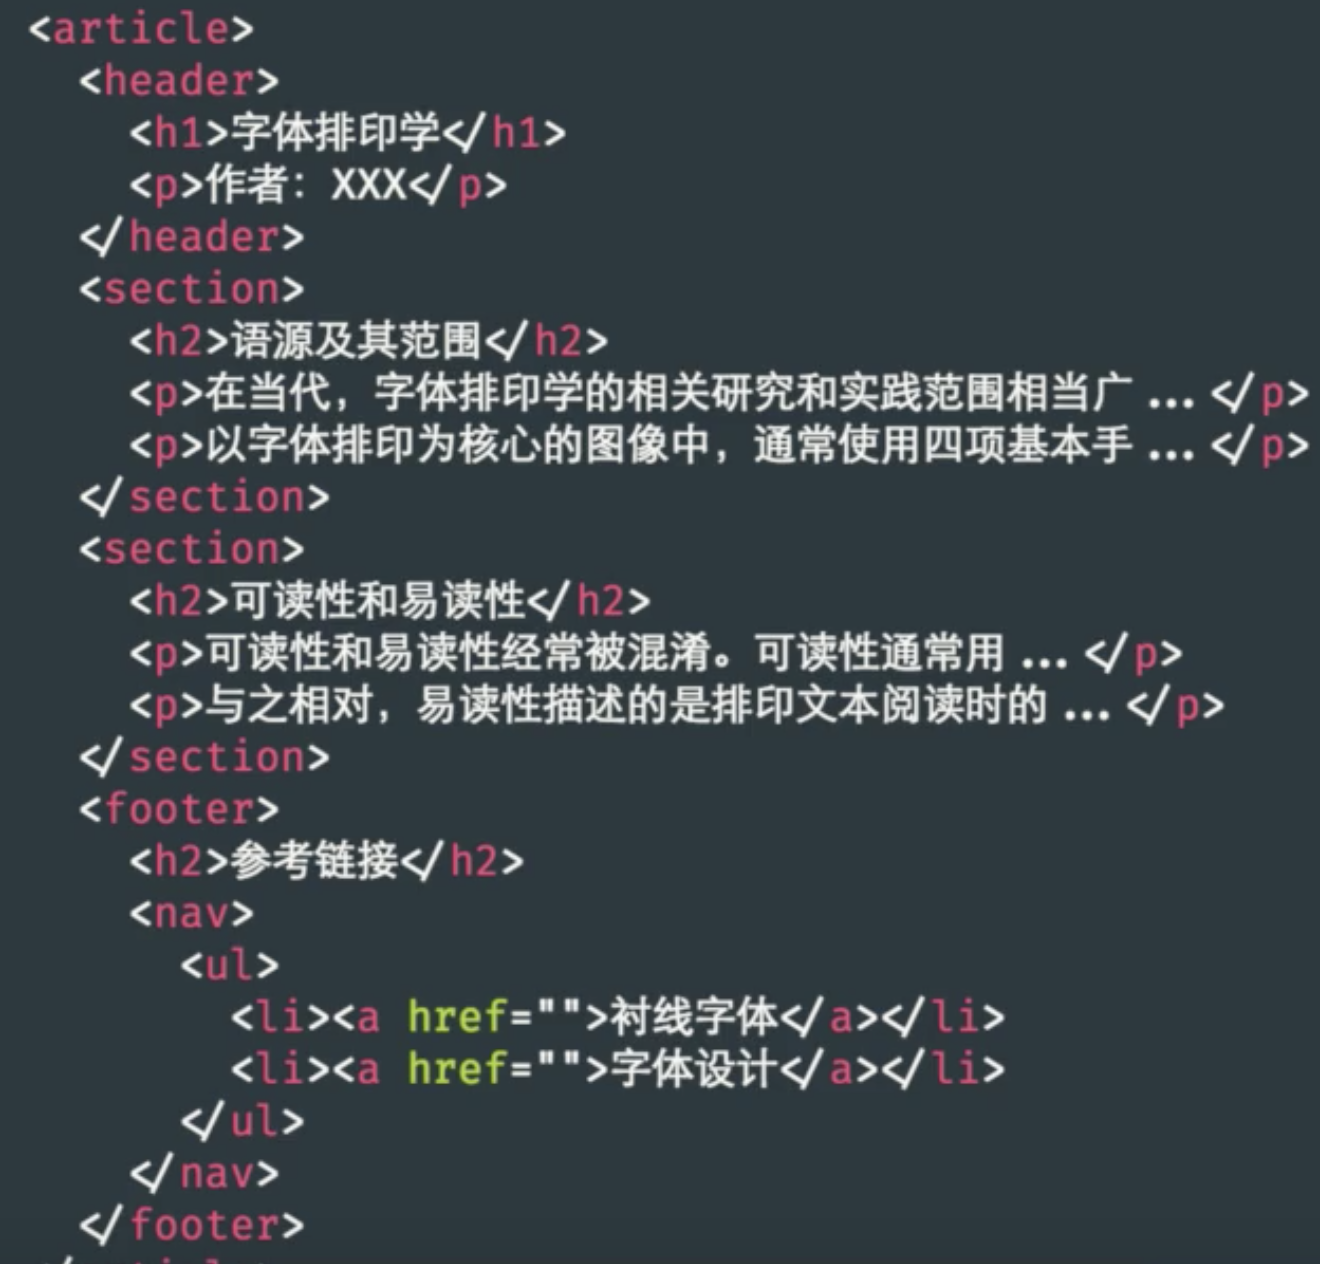 <article>
<header>
<h1>字体排印学</h1>
<p>作者：XXX</p>
</header>
<section>
<h2>语源及其范围</h2>
<p>在当代，字体排印学的相关研究和实践范围相当广 ... </p>
<p>以字体排印为核心的图像中，通常使用四项基本手 ... </p>
</section>
<section>
<h2>可读性和易读性</h2>
<p>可读性和易读性经常被混淆。可读性通常用 ... </p>
<p>与之相对，易读性描述的是排印文本阅读时的 ... </p>
</section>
<footer>
<h2>参考链接</h2>
<nav>
<ul>
<li><a href="">衬线字体</a></li>
<li><a href="">字体设计</a></li>
</ul>
</nav>
</footer>